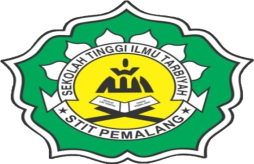 SEKOLAH TINGGI ILMU TARBIYAH
STIT PEMALANG